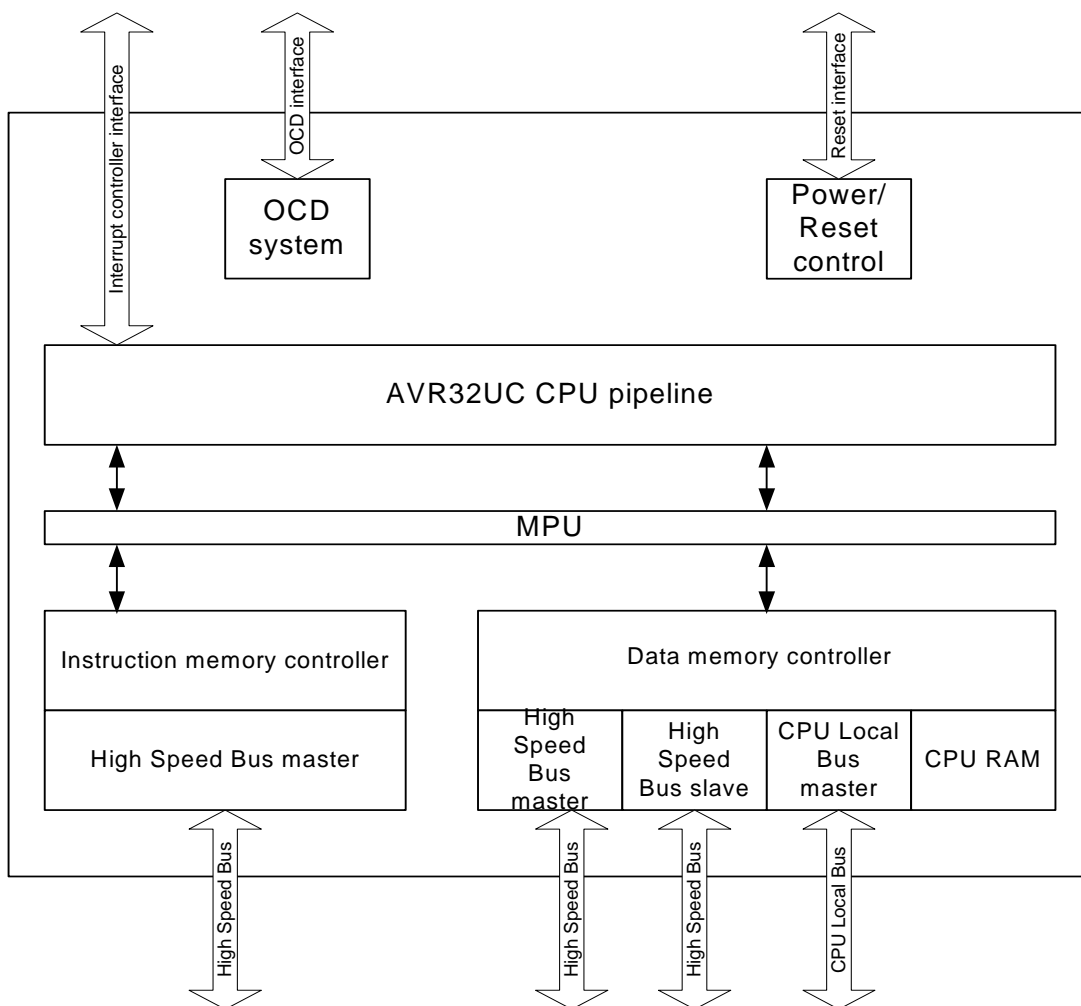 Interrupt controller interface
OCD interface
Reset interface
OCD
system
Power/
Reset
control
AVR32UC CPU pipeline
MPU
Instruction memory controller
High Speed Bus master
Data memory controller
High
Speed
Bus
master
High
Speed
Bus slave
CPU Local
Bus
master
CPU RAM
High Speed Bus
High Speed Bus
High Speed Bus
CPU Local Bus